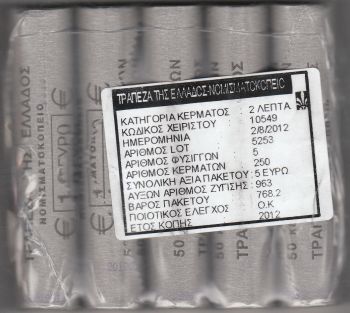 ΤΡΑΠΕΖΑ ΤΗΣ ΕΛΛΑΔΟΣ-ΝΟΜΙΣΜΑΤΟΚΟΠΕΙΟ
ΚΑΤΗΓΟΡΙΑ ΚΕΡΜΑΤΟΣ : 2 ΛΕΠΤΑ
ΚΩΔΙΚΟΣ ΧΕΙΡΙΣΤΟΥ : 10549
ΗΜΕΡΟΜΗΝΙΑ : 2/8/2012
ΑΡΙΘΜΟΣ LOT : 5253
ΑΡΙΘΜΟΣ ΦΥΣΙΓΓΩΝ : 5
ΑΡΙΘΜΟΣ ΚΕΡΜΑΤΩΝ : 250
ΣΥΝΟΛΙΚΗ ΑΞΙΑ ΠΑΚΕΤΟΥ : 5 ΕΥΡΩ
ΑΥΞΩΝ ΑΡΙΘΜΟΣ ΖΥΓΙΣΗΣ : 963
ΒΑΡΟΣ ΠΑΚΕΤΟΥ : 768.2
ΠΟΙΟΤΙΚΟΣ ΕΛΕΓΧΟΣ : Ο.Κ
ΕΤΟΣ ΚΟΠΗΣ : 2012
ΤΡΑΠΕΖΑ ΤΗΣ ΕΛΛΑΔΟΣ
ΝΟΜΙΣΜΑΤΟΚΟΠΕΙΟ
€ 1 ΕΥΡΩ €